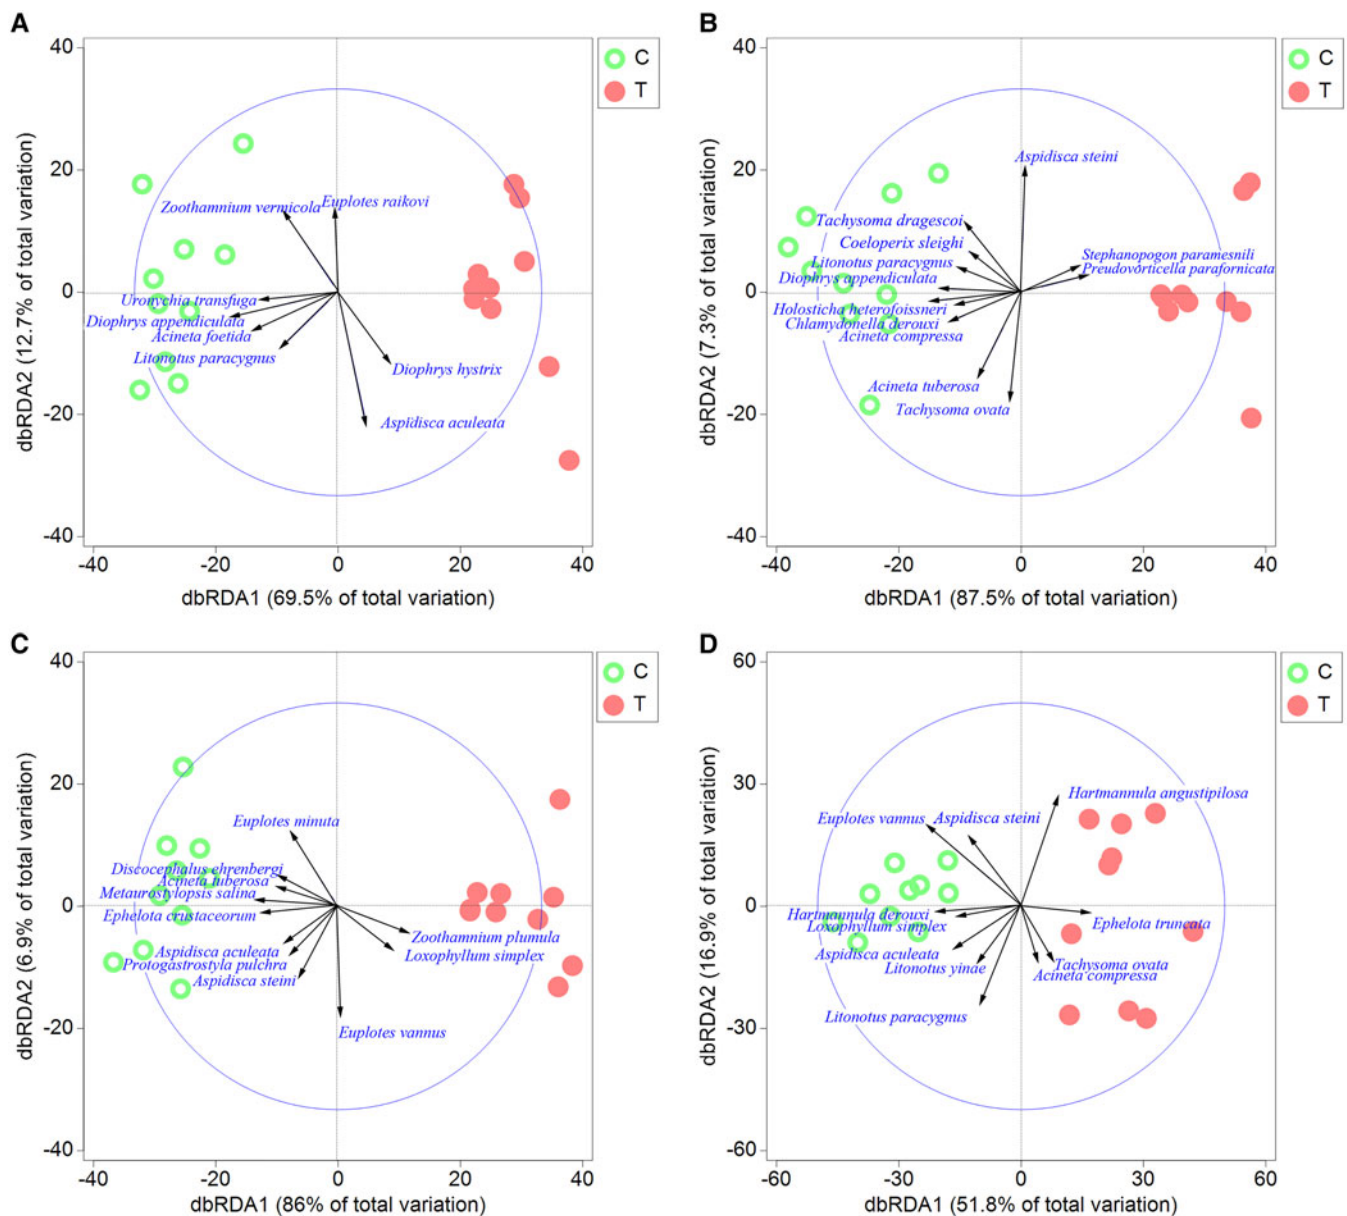 A
C
T
40
20
0
-20
-40
-40
-20
0
20
40
dbRDA2 (12.7% of total variation)
dbRDA1 (69.5% of total variation)
Zoothamnium vermicola
Euplotes raikovi
Uronychia transfuga
Diophrys appendiculata
Acineta foetida
Litonotus paracygnus
Diophrys hystrix
Aspidisca aculeata
B
C
T
40
20
0
-20
-40
-40
-20
0
20
40
dbRDA2 (7.3% of total variation)
dbRDA1 (87.5% of total variation)
Aspidisca steini
Tachysoma dragescoi
Coeloperix sleighi
Litonotus paracygnus
Diophrys appendiculata
Holosticha heterofoissneri
Chlamydonella derouxi
Acineta compressa
Acineta tuberosa
Tachysoma ovata
Stephanopogon paramesnili
Preudovorticella parafornicata
C
C
T
40
20
0
-20
-40
-40
-20
0
20
40
dbRDA2 (6.9% of total variation)
dbRDA1 (86% of total variation)
Euplotes minuta
Discocephalus ehrenbergi
Acineta tuberosa
Metaurostylopsis salina
Ephelota crustaceorum
Aspidisca aculeata
Protogastrostyla pulchra
Aspidisca steini
Zoothamnium plumula
Loxophyllum simplex
Euplotes vannus
D
C
T
60
30
0
-30
-60
-60
-30
0
30
60
dbRDA2 (16.9% of total variation)
dbRDA1 (51.8% of total variation)
Hartmannula angustipilosa
Euplotes vannus
Aspidisca steini
Hartmannula derouxi
Loxophyllum simplex
Aspidisca aculeata
Litonotus yinae
Litonotus paracygnus
Ephelota truncata
Tachysoma ovata
Acineta compressa